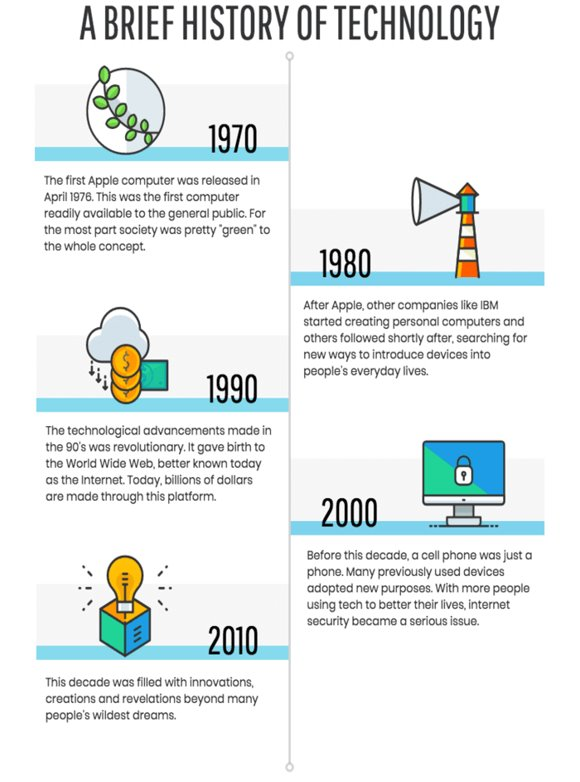 A BRIEF HISTORY OF TECHNOLOGY
1970
The first Apple computer was released in
April 1976. This was the first computer
readily available to the general public. For
the most part society was pretty "green" to
the whole concept.
1980
After Apple, other companies like IBM
started creating personal computers and
others followed shortly after, searching for
new ways to introduce devices into
people's everyday lives.
1990
The technological advancements made in
the 90's was revolutionary. It gave birth to
the World Wide Web, better known today
as the Internet. Today, billions of dollars
are made through this platform.
2000
Before this decade, a cell phone was just a
phone. Many previously used devices
adopted new purposes. With more people
using tech to better their lives, internet
security became a serious issue.
2010
This decade was filled with innovations,
creations and revelations beyond many
people's wildest dreams.